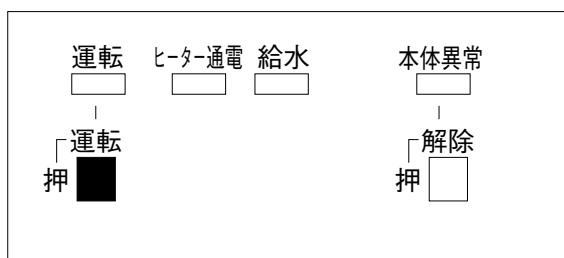 運転 ヒーター通電 給水 本体異常
運転 解除
押 押